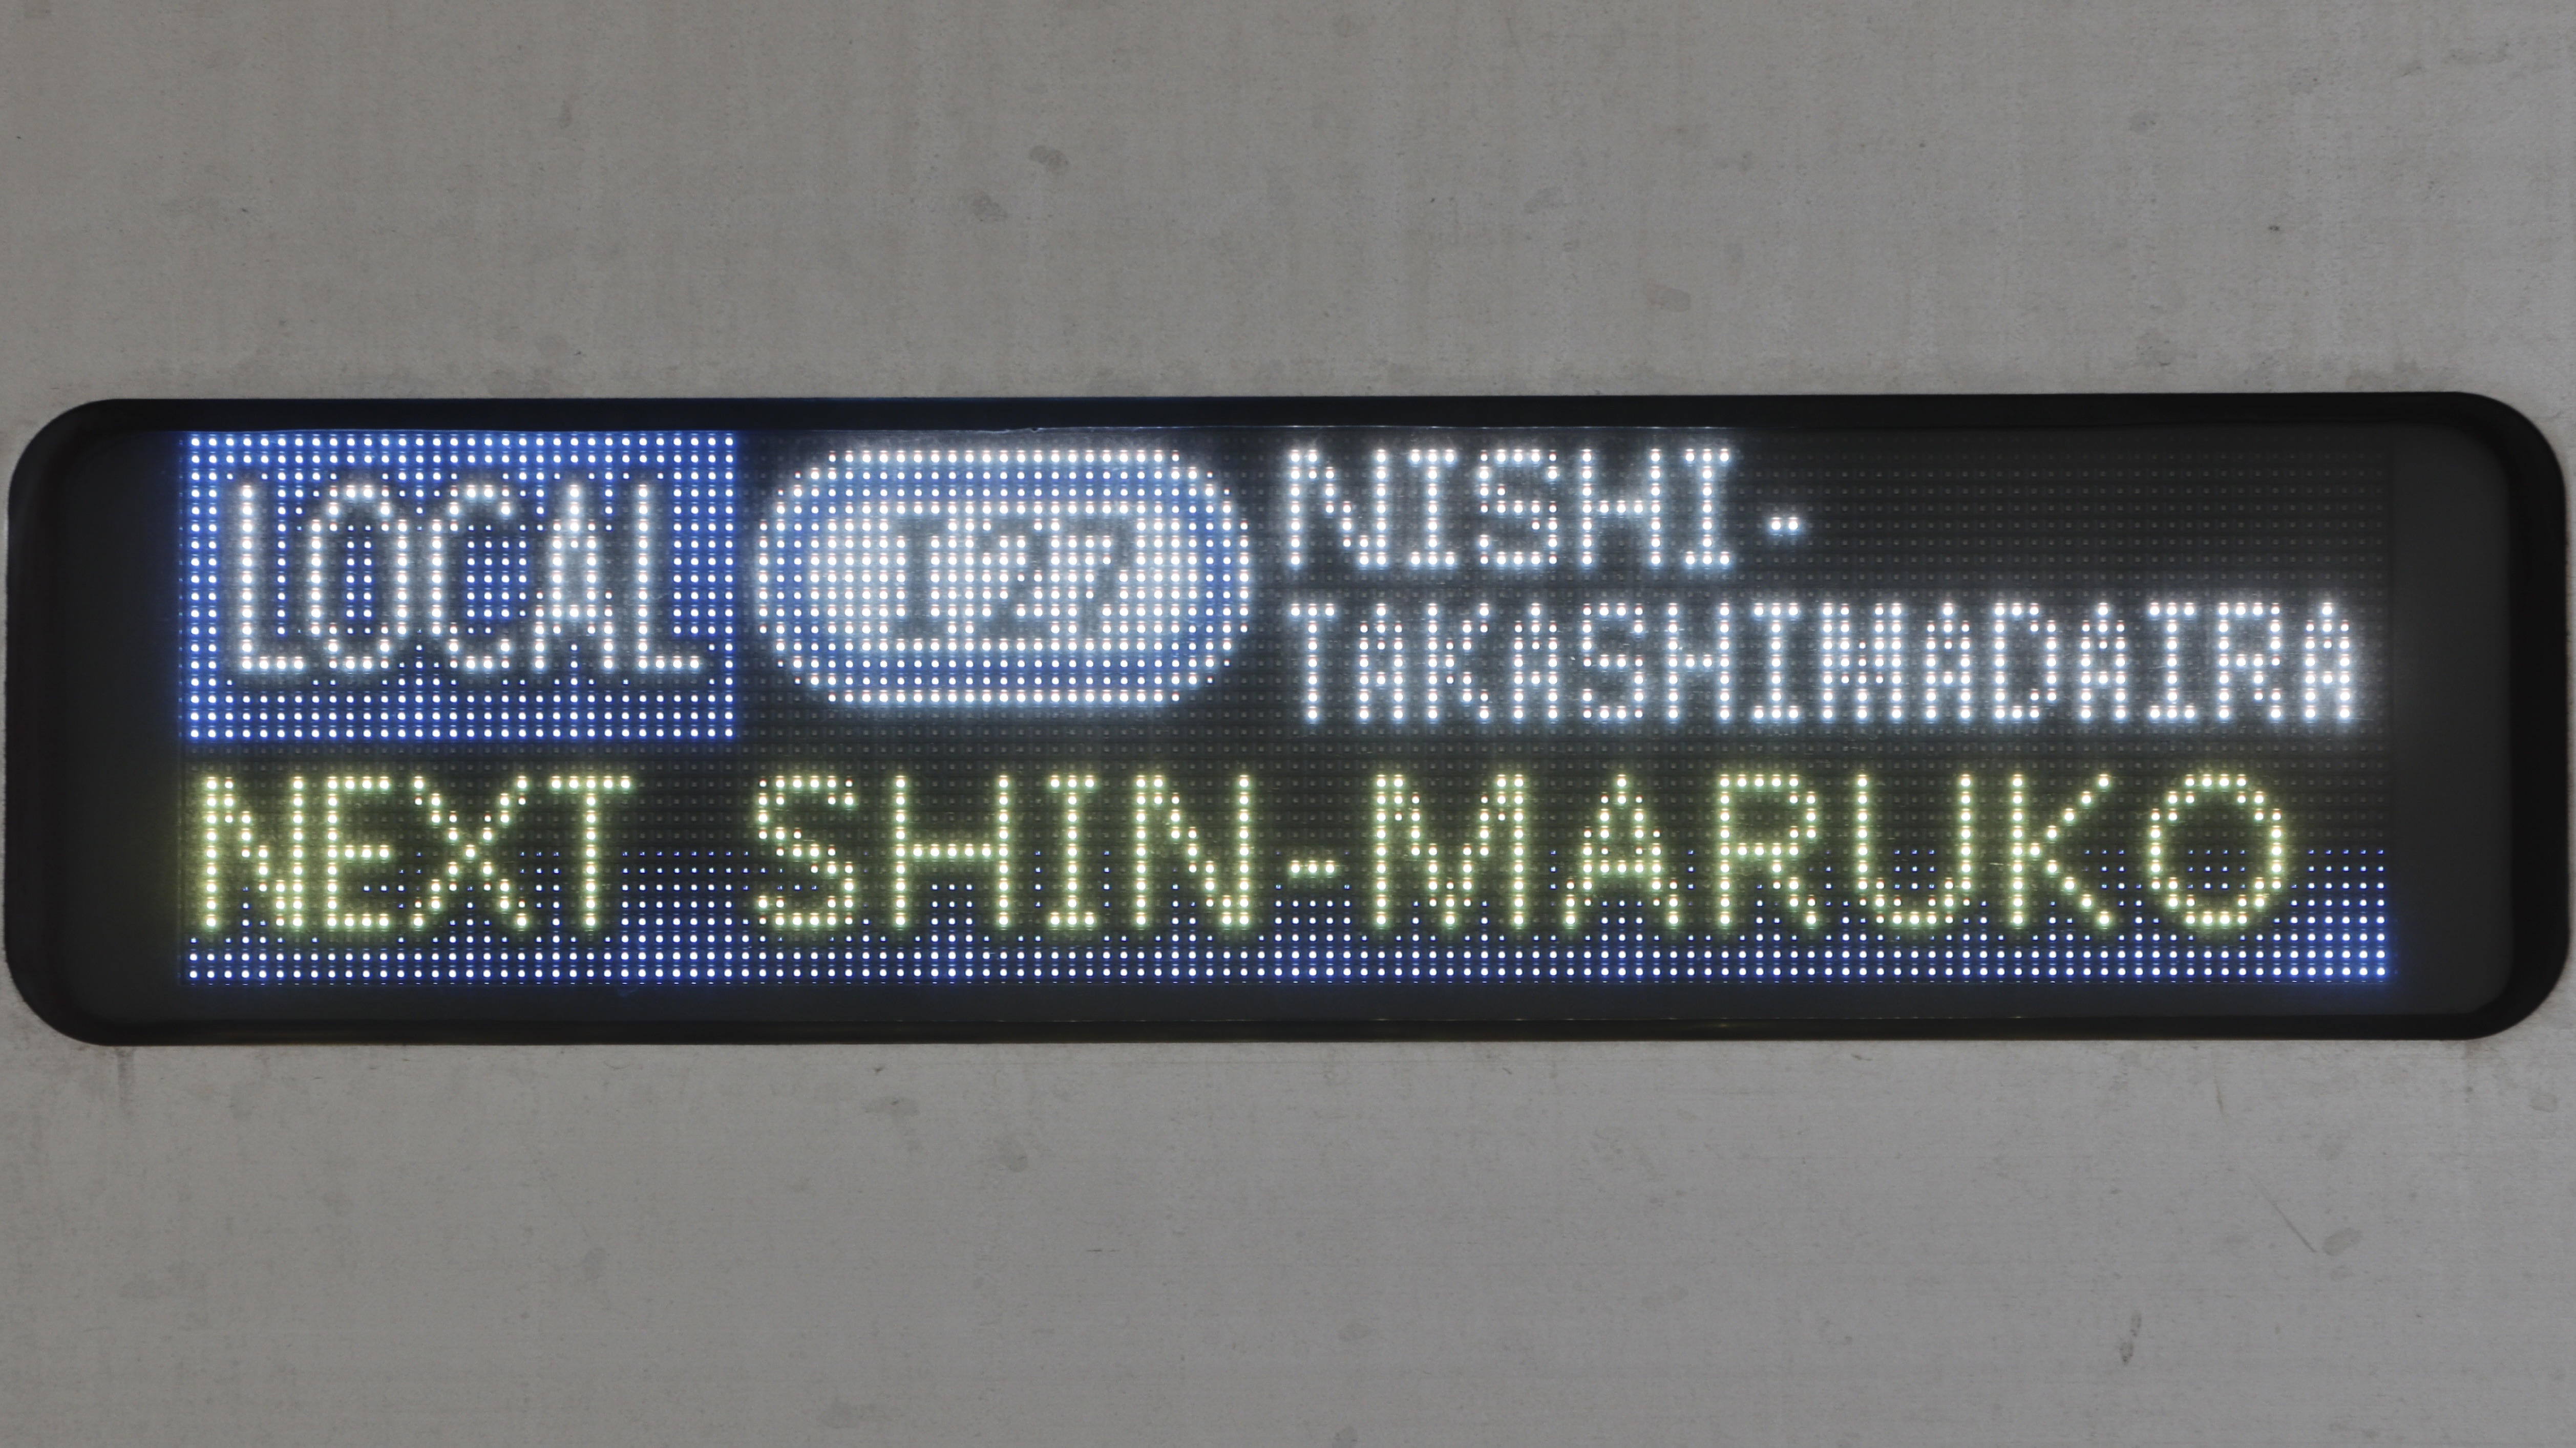 LOCAL I27 NISHI-
TAKASHIMADAIRA
NEXT SHIN-MARUKO